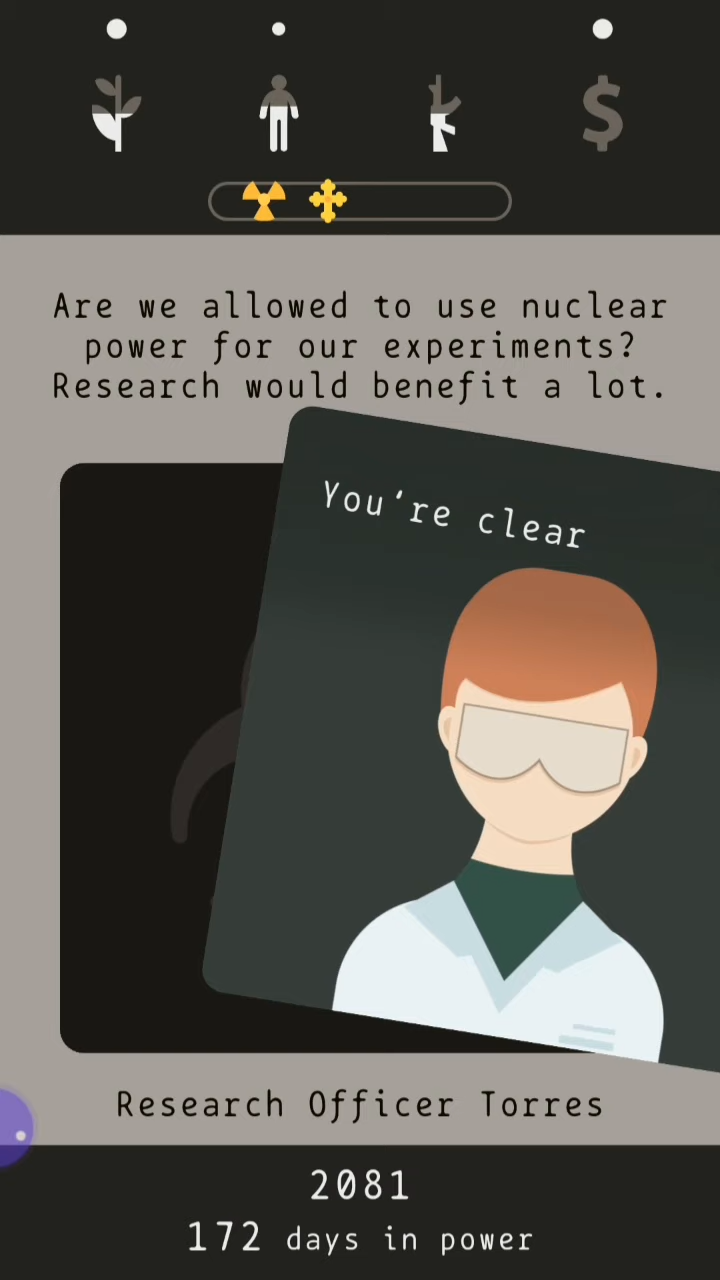 Are we allowed to use nuclear
power for our experiments?
Research would benefit a lot.
You're clear
Research Officer Torres
2081
172 days in power